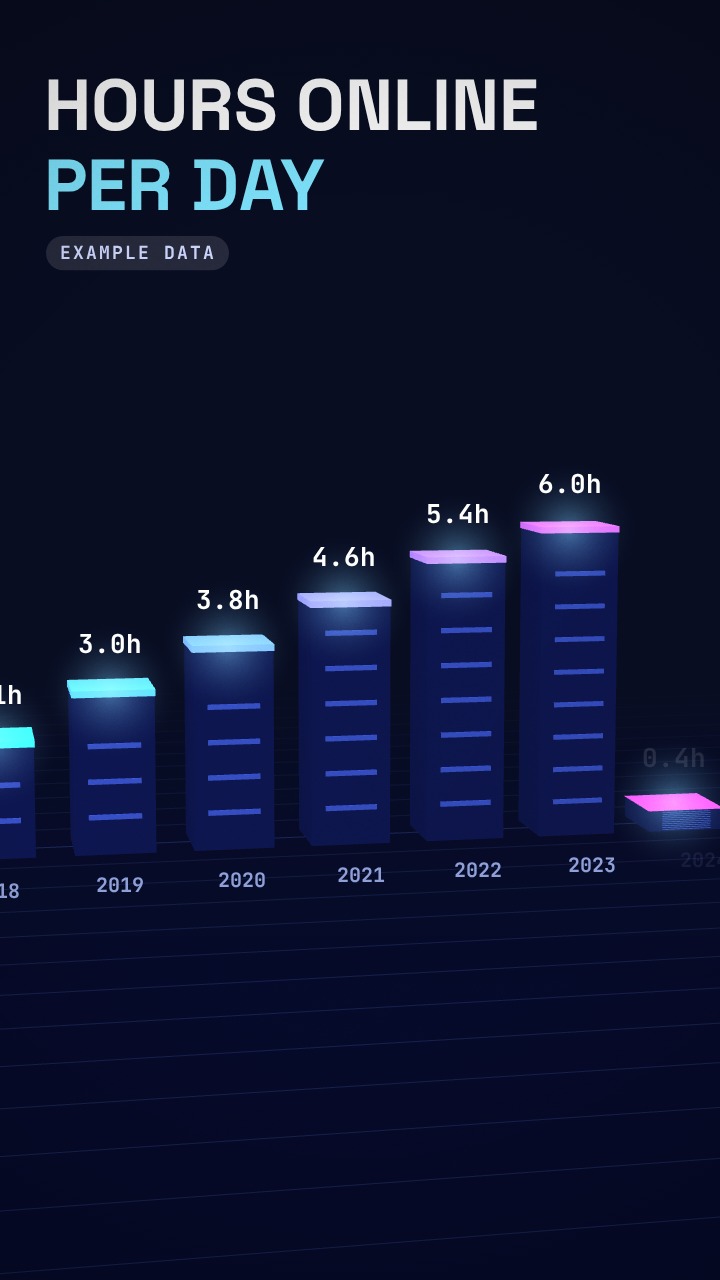 HOURS ONLINE
PER DAY
EXAMPLE DATA
6.0h
5.4h
4.6h
3.8h
3.0h
0.4h
2019
2020
2021
2022
2023